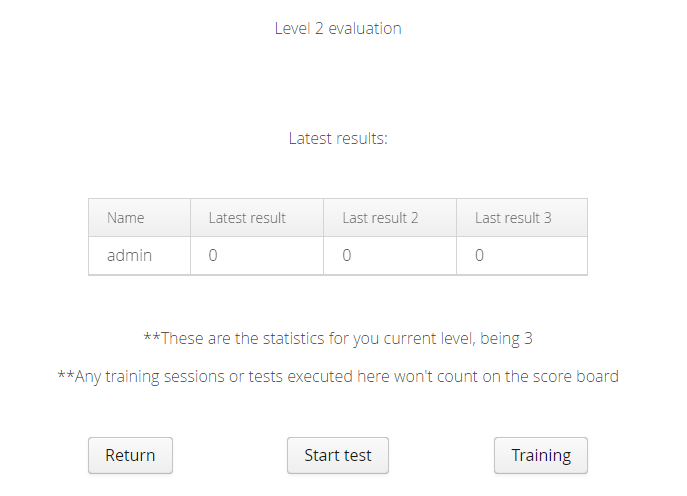 Level 2 evaluation
Latest results:
Name Latest result Last result 2 Last result 3
admin 0 0 0
**These are the statistics for you current level, being 3
**Any training sessions or tests executed here won't count on the score board
Return Start test Training